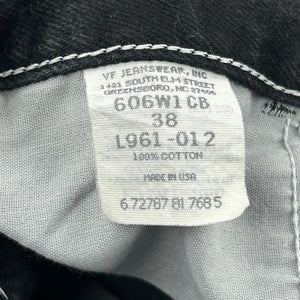 VF JEANSWEAR, INC
1421 SOUTH ELM STREET
GREENSBORO, NC 27406
606W1CB
38
L961-012
100% COTTON
MADE IN USA
6 72787 81768 5